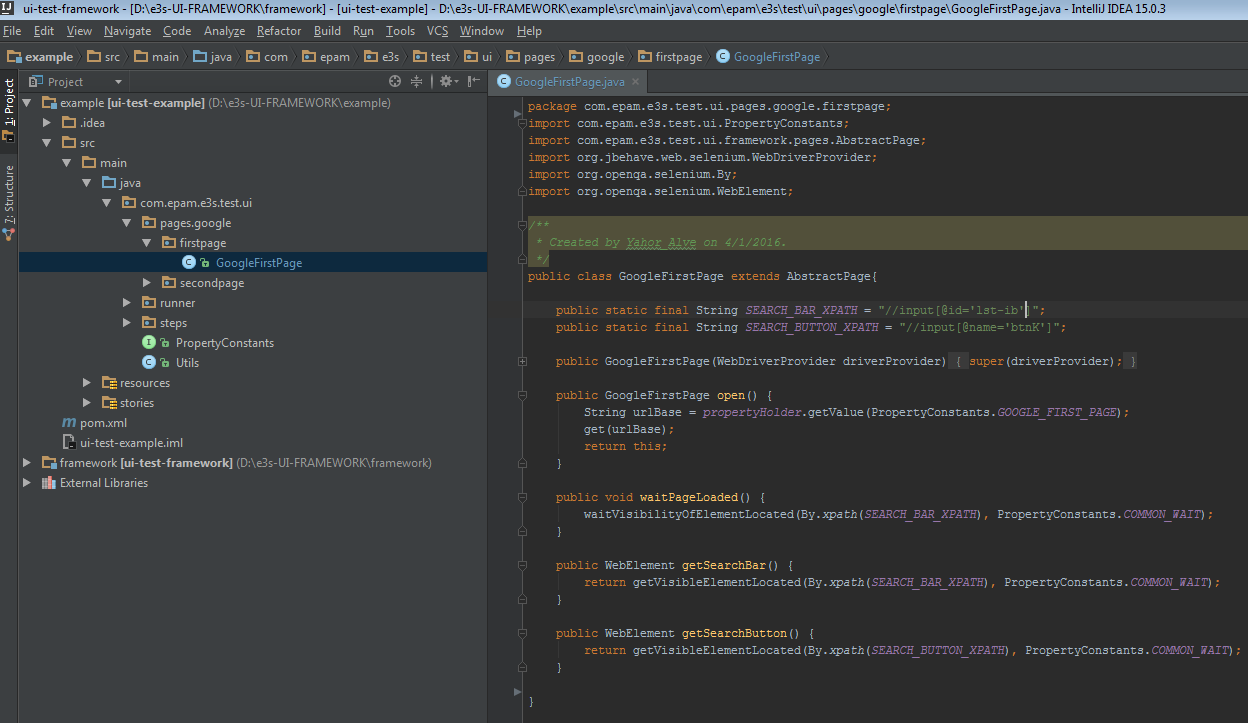 ui-test-framework - [D:\e3s-UI-FRAMEWORK\framework] - [ui-test-example] - D:\e3s-UI-FRAMEWORK\example\src\main\java\com\epam\e3s\test\ui\pages\google\firstpage\GoogleFirstPage.java - IntelliJ IDEA 15.0.3
File Edit View Navigate Code Analyze Refactor Build Run Tools VCS Window Help
example src main java com epam e3s test ui pages google firstpage GoogleFirstPage
1: Project
7: Structure
Project
example [ui-test-example] (D:\e3s-UI-FRAMEWORK\example)
.idea
src
main
java
com.epam.e3s.test.ui
pages.google
firstpage
GoogleFirstPage
secondpage
runner
steps
PropertyConstants
Utils
resources
stories
pom.xml
ui-test-example.iml
framework [ui-test-framework] (D:\e3s-UI-FRAMEWORK\framework)
External Libraries
GoogleFirstPage.java
package com.epam.e3s.test.ui.pages.google.firstpage;
import com.epam.e3s.test.ui.PropertyConstants;
import com.epam.e3s.test.ui.framework.pages.AbstractPage;
import org.jbehave.web.selenium.WebDriverProvider;
import org.openqa.selenium.By;
import org.openqa.selenium.WebElement;
/**
* Created by Yahor_Alve on 4/1/2016.
*/
public class GoogleFirstPage extends AbstractPage{
public static final String SEARCH_BAR_XPATH = "//input[@id='lst-ib']";
public static final String SEARCH_BUTTON_XPATH = "//input[@name='btnK']";
public GoogleFirstPage(WebDriverProvider driverProvider) { super(driverProvider); }
public GoogleFirstPage open() {
String urlBase = propertyHolder.getValue(PropertyConstants.GOOGLE_FIRST_PAGE);
get(urlBase);
return this;
}
public void waitPageLoaded() {
waitVisibilityOfElementLocated(By.xpath(SEARCH_BAR_XPATH), PropertyConstants.COMMON_WAIT);
}
public WebElement getSearchBar() {
return getVisibleElementLocated(By.xpath(SEARCH_BAR_XPATH), PropertyConstants.COMMON_WAIT);
}
public WebElement getSearchButton() {
return getVisibleElementLocated(By.xpath(SEARCH_BUTTON_XPATH), PropertyConstants.COMMON_WAIT);
}
}